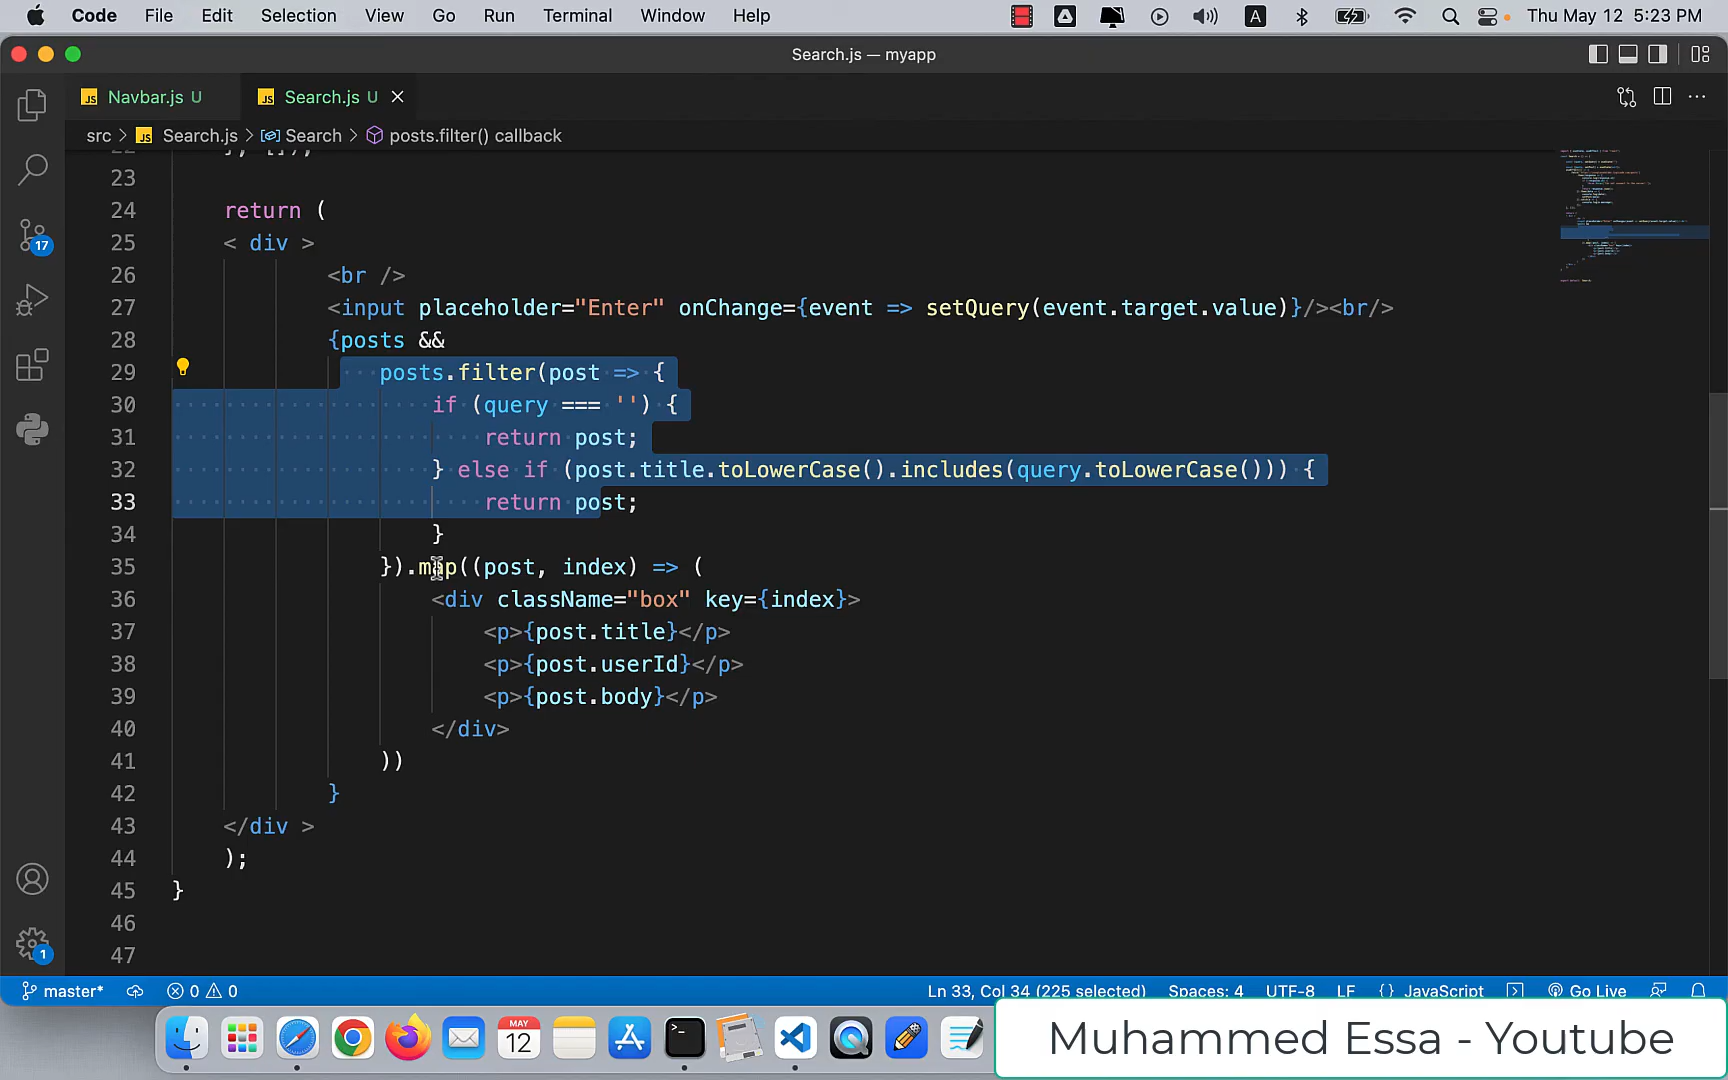 Code File Edit Selection View Go Run Terminal Window Help A Thu May 12 5:23 PM
Search.js — myapp
JS Navbar.js U JS Search.js U
src > JS Search.js > Search > posts.filter() callback
23
24 return (
25 < div >
26 <br />
27 <input placeholder="Enter" onChange={event => setQuery(event.target.value)}/><br/>
28 {posts &&
29 posts.filter(post => {
30 if (query === '') {
31 return post;
32 } else if (post.title.toLowerCase().includes(query.toLowerCase())) {
33 return post;
34 }
35 }).map((post, index) => (
36 <div className="box" key={index}>
37 <p>{post.title}</p>
38 <p>{post.userId}</p>
39 <p>{post.body}</p>
40 </div>
41 ))
42 }
43 </div >
44 );
45 }
46
47
17
1
master* 0 0 Ln 33, Col 34 (225 selected) Spaces: 4 UTF-8 LF {} JavaScript Go Live
MAY
12
Muhammed Essa - Youtube